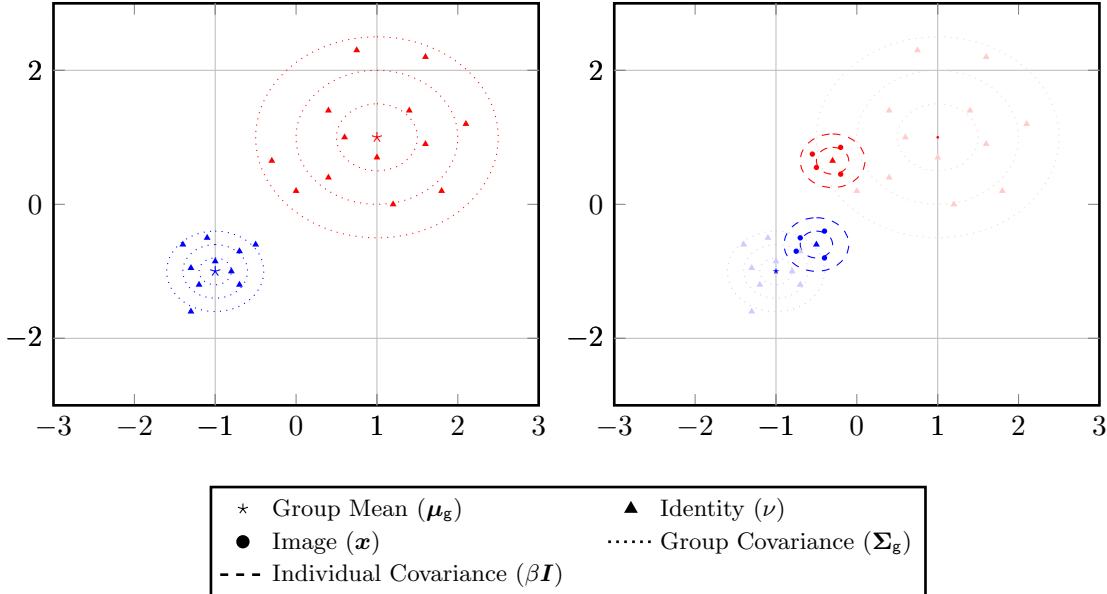 2
0
−2
−3 −2 −1 0 1 2 3
2
0
−2
−3 −2 −1 0 1 2 3
Group Mean (μg) Identity (ν)
Image (x) Group Covariance (Σg)
Individual Covariance (βI)